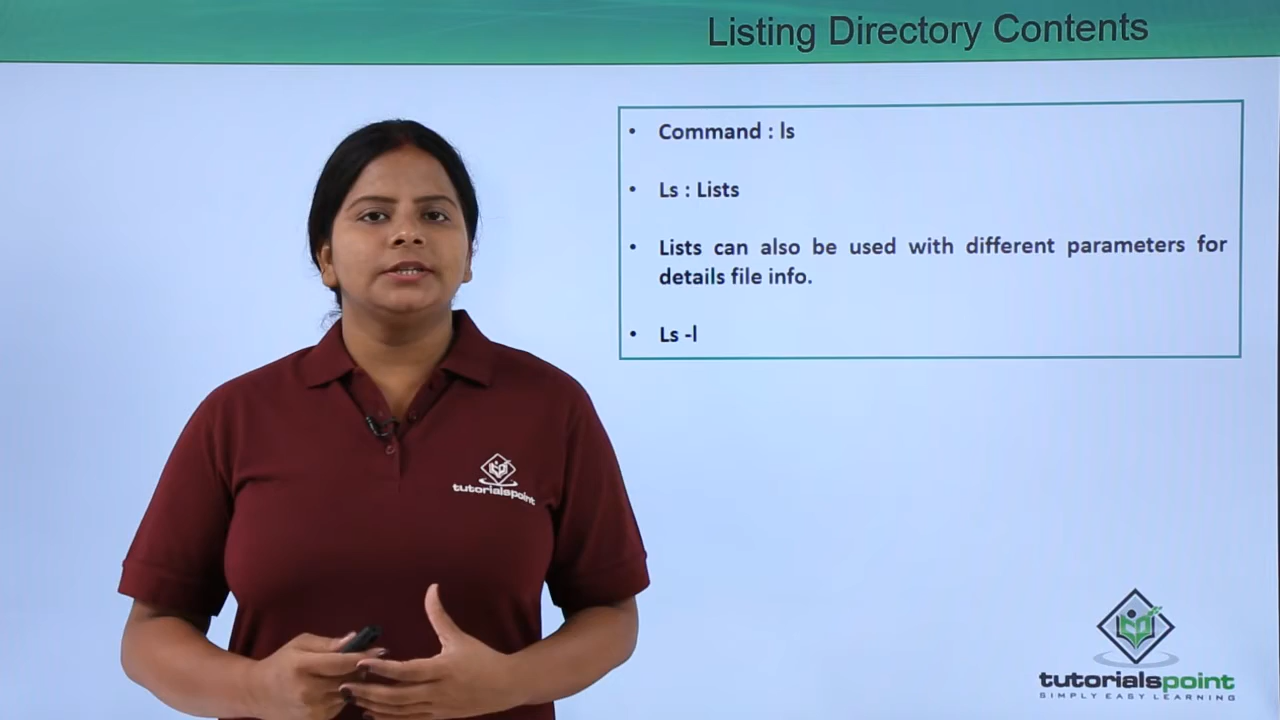 Listing Directory Contents
• Command : ls
• Ls : Lists
• Lists can also be used with different parameters for
details file info.
• Ls -l
tutorialspoint
tutorialspoint
SIMPLY EASY LEARNING